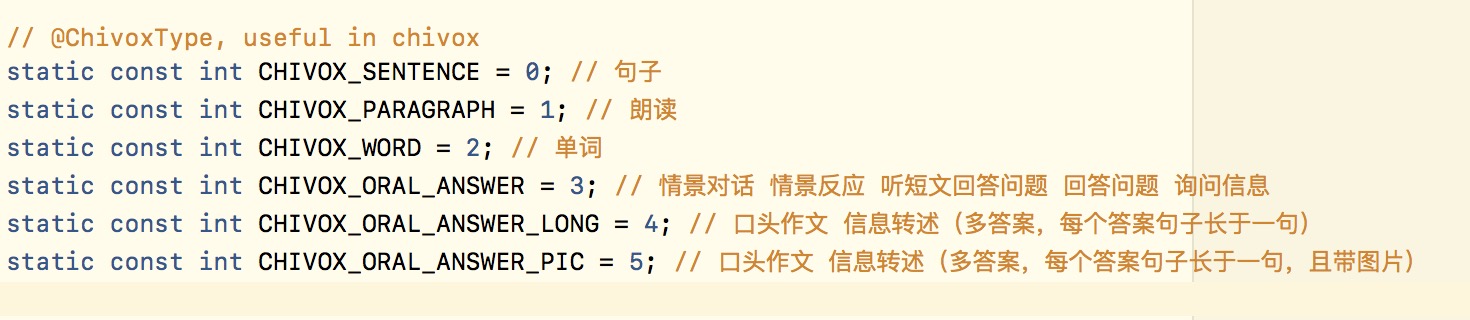 // @ChivoxType, useful in chivox
static const int CHIVOX_SENTENCE = 0; // 句子
static const int CHIVOX_PARAGRAPH = 1; // 朗读
static const int CHIVOX_WORD = 2; // 单词
static const int CHIVOX_ORAL_ANSWER = 3; // 情景对话 情景反应 听短文回答问题 回答问题 询问信息
static const int CHIVOX_ORAL_ANSWER_LONG = 4; // 口头作文 信息转述（多答案，每个答案句子长于一句）
static const int CHIVOX_ORAL_ANSWER_PIC = 5; // 口头作文 信息转述（多答案，每个答案句子长于一句，且带图片）